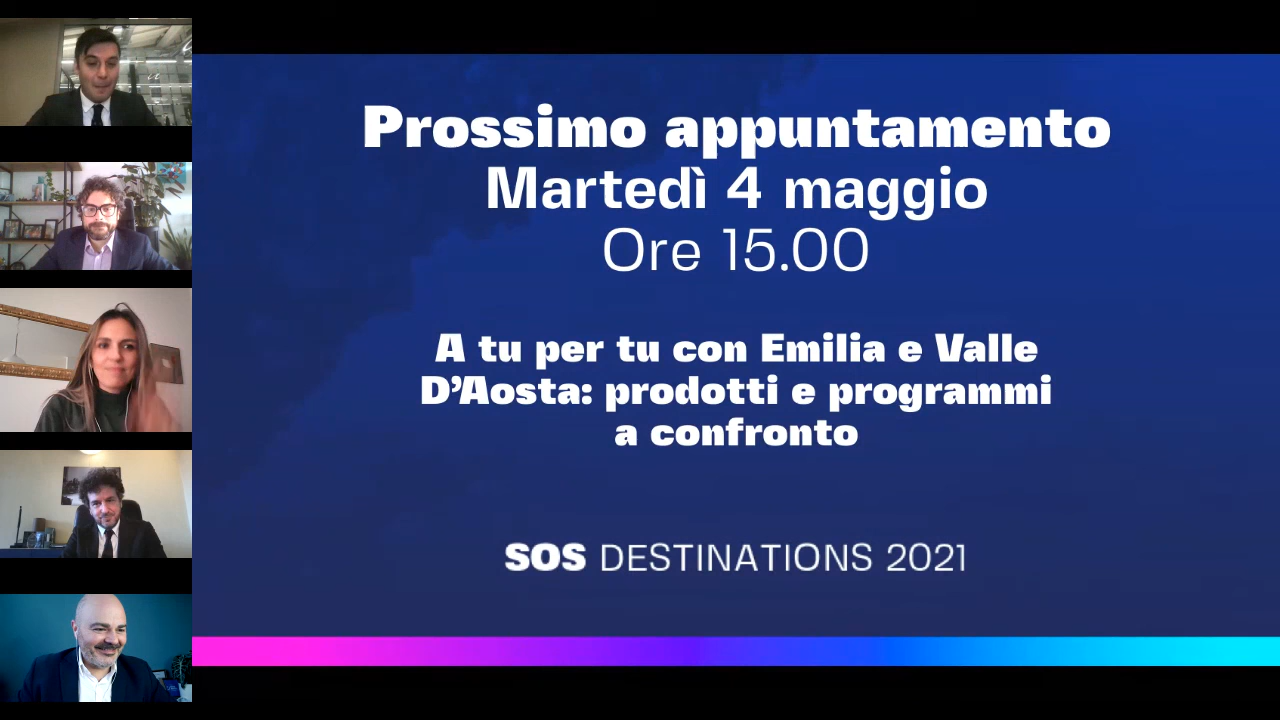 Prossimo appuntamento
Martedì 4 maggio
Ore 15.00
A tu per tu con Emilia e Valle
D’Aosta: prodotti e programmi
a confronto
SOS DESTINATIONS 2021